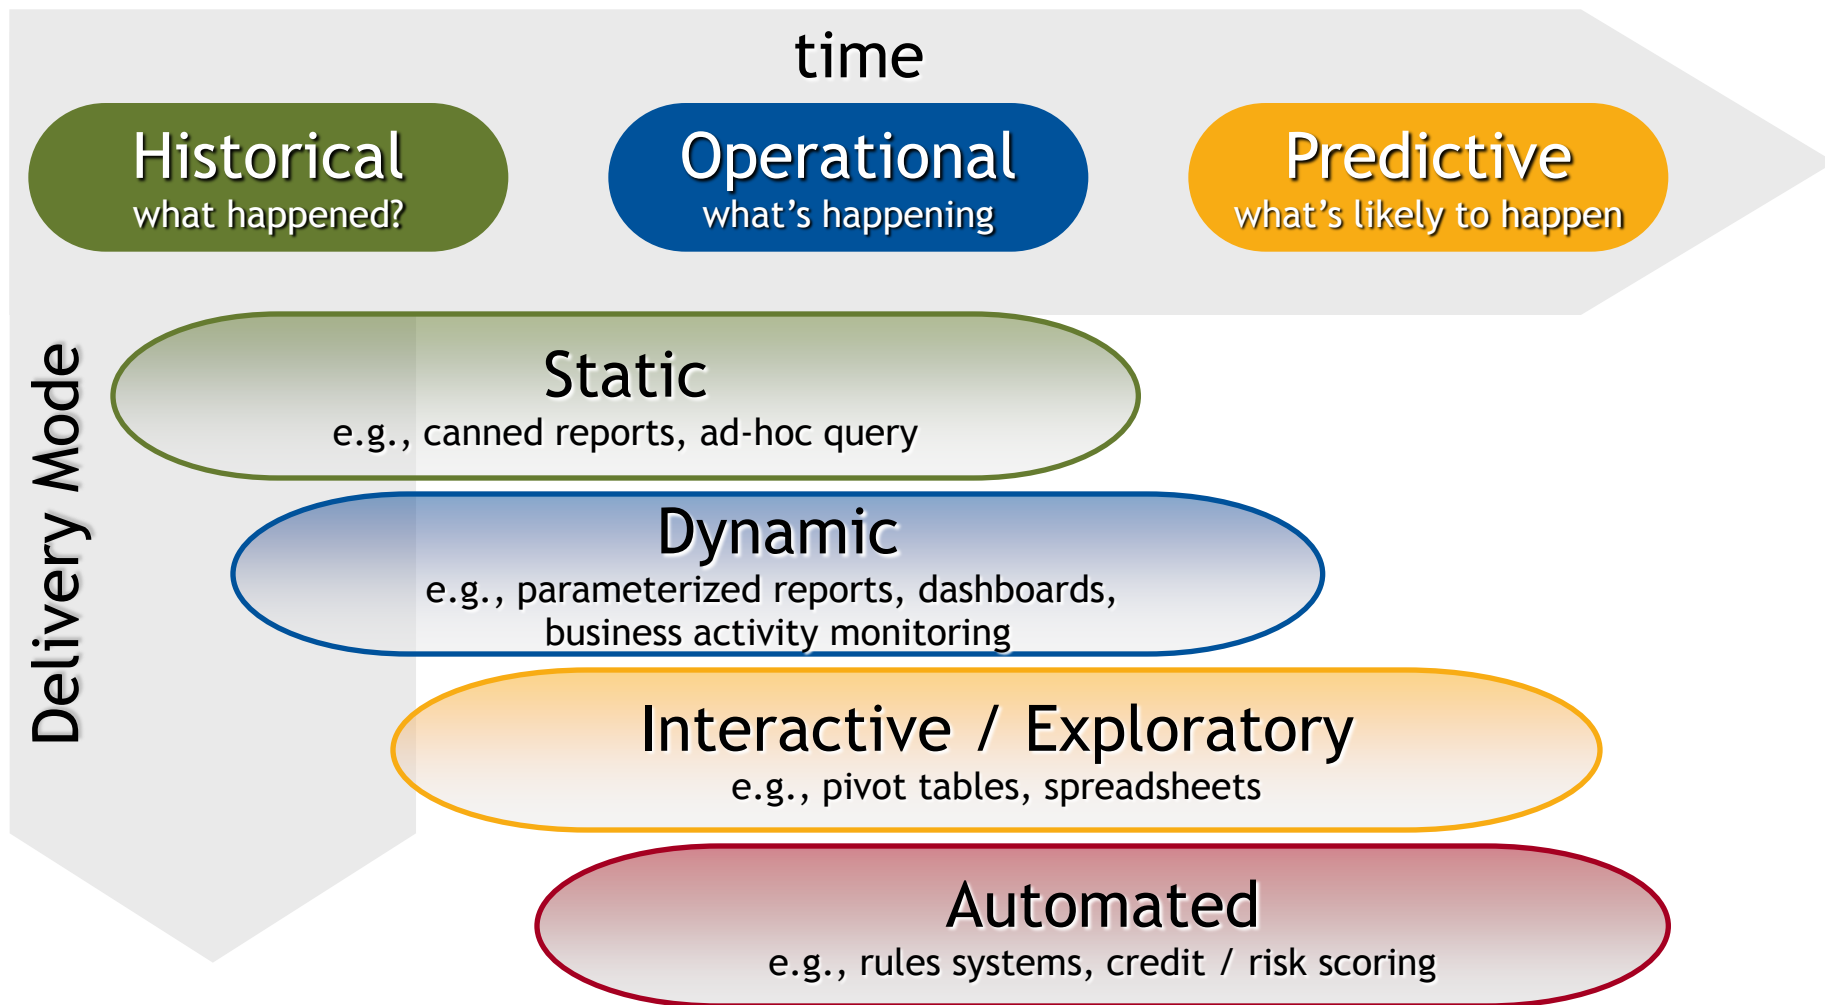 time
Historical
what happened?
Operational
what’s happening
Predictive
what’s likely to happen
Delivery Mode
Static
e.g., canned reports, ad-hoc query
Dynamic
e.g., parameterized reports, dashboards,
business activity monitoring
Interactive / Exploratory
e.g., pivot tables, spreadsheets
Automated
e.g., rules systems, credit / risk scoring